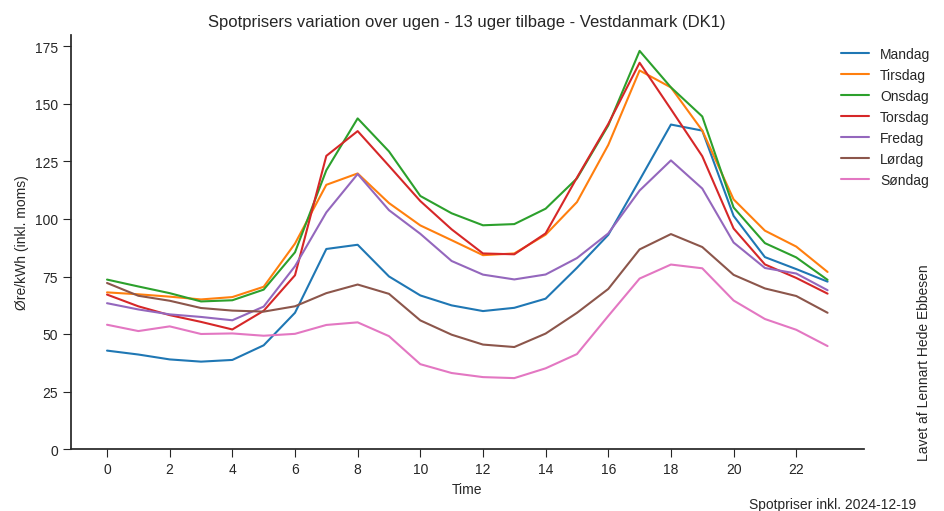 Spotprisers variation over ugen - 13 uger tilbage - Vestdanmark (DK1)
Mandag
Tirsdag
Onsdag
Torsdag
Fredag
Lørdag
Søndag
175
150
125
100
75
50
25
0
Øre/kWh (inkl. moms)
0 2 4 6 8 10 12 14 16 18 20 22
Time
Lavet af Lennart Hede Ebbesen
Spotpriser inkl. 2024-12-19